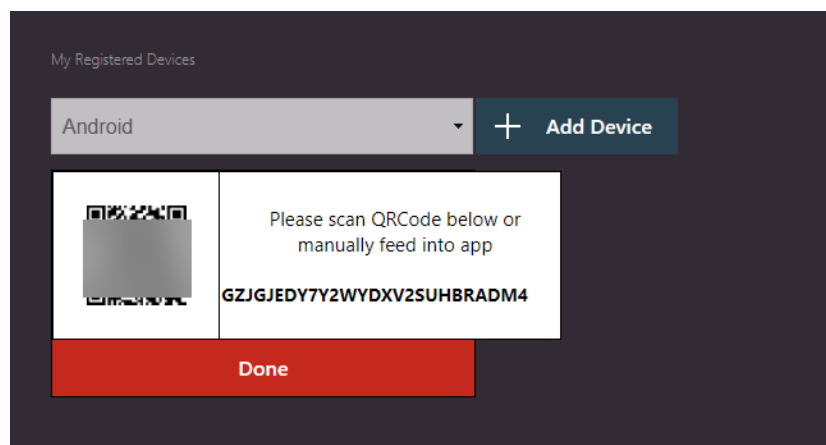 My Registered Devices
Android
Add Device
Please scan QRCode below or
manually feed into app
GZJGJEDY7Y2WYDXV2SUHBRADM4
Done